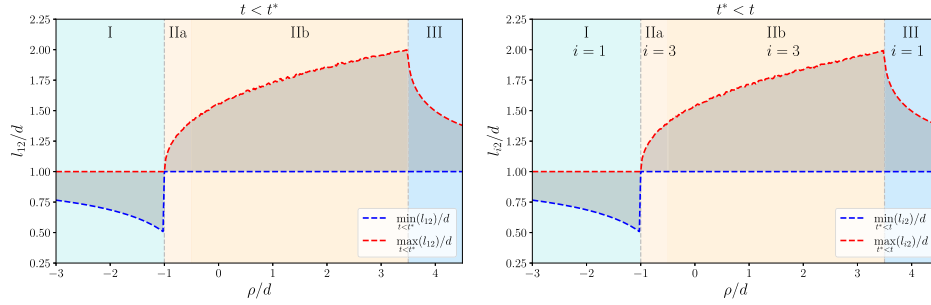 t < t*
I
IIa
IIb
III
2.25
2.00
1.75
1.50
1.25
1.00
0.75
0.50
0.25
l₁₂/d
min(l₁₂)/d
t<t*
max(l₁₂)/d
t<t*
−3 −2 −1 0 1 2 3 4
ρ/d
t* < t
I
i = 1
IIa
i = 3
IIb
i = 3
III
i = 1
2.25
2.00
1.75
1.50
1.25
1.00
0.75
0.50
0.25
lᵢ₂/d
min(lᵢ₂)/d
t*<t
max(lᵢ₂)/d
t*<t
−3 −2 −1 0 1 2 3 4
ρ/d